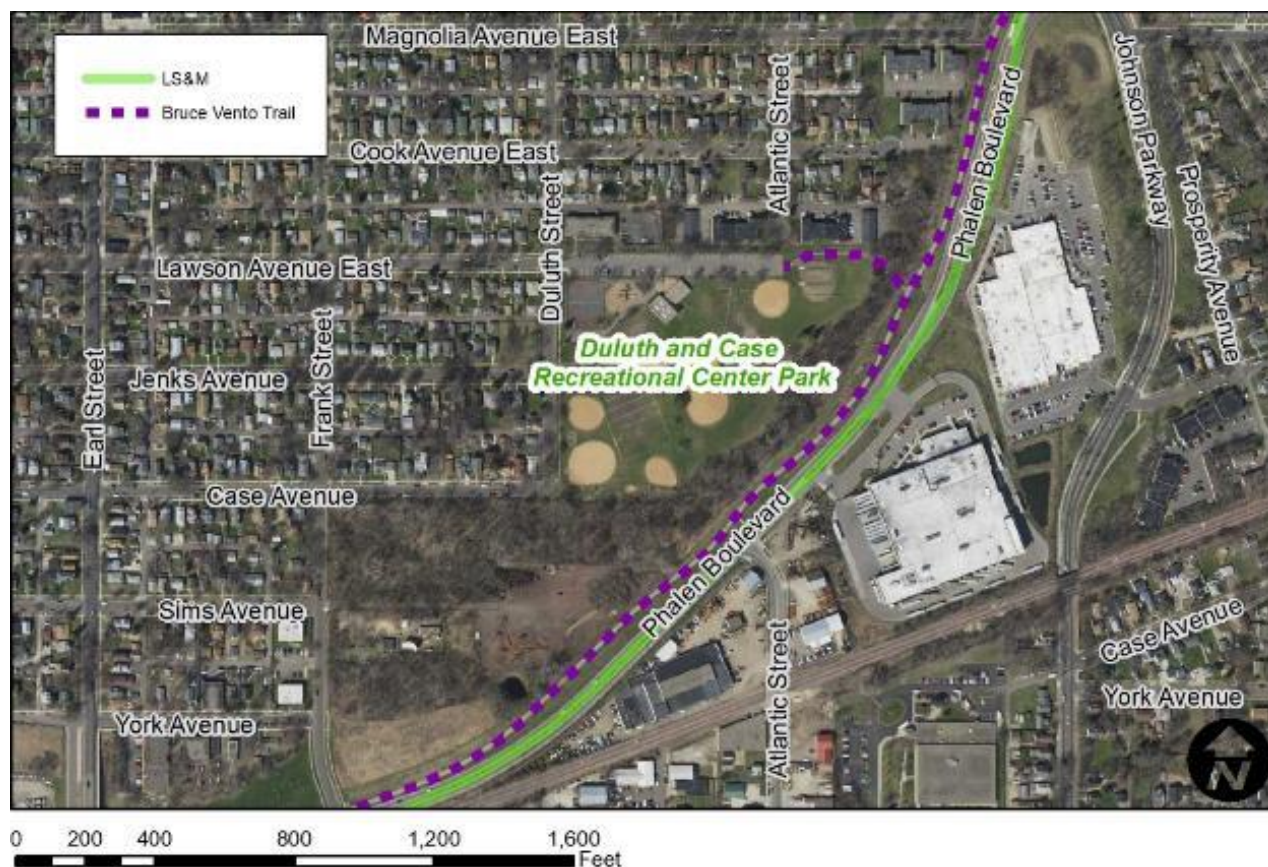 Magnolia Avenue East
LS&M
Bruce Vento Trail
Cook Avenue East
Atlantic Street
Phalen Boulevard
Johnson Parkway
Prosperity Avenue
Duluth Street
Lawson Avenue East
Duluth and Case
Recreational Center Park
Jenks Avenue
Frank Street
Earl Street
Case Avenue
Phalen Boulevard
Sims Avenue
Atlantic Street
Case Avenue
York Avenue
York Avenue
N
0 200 400 800 1,200 1,600
Feet